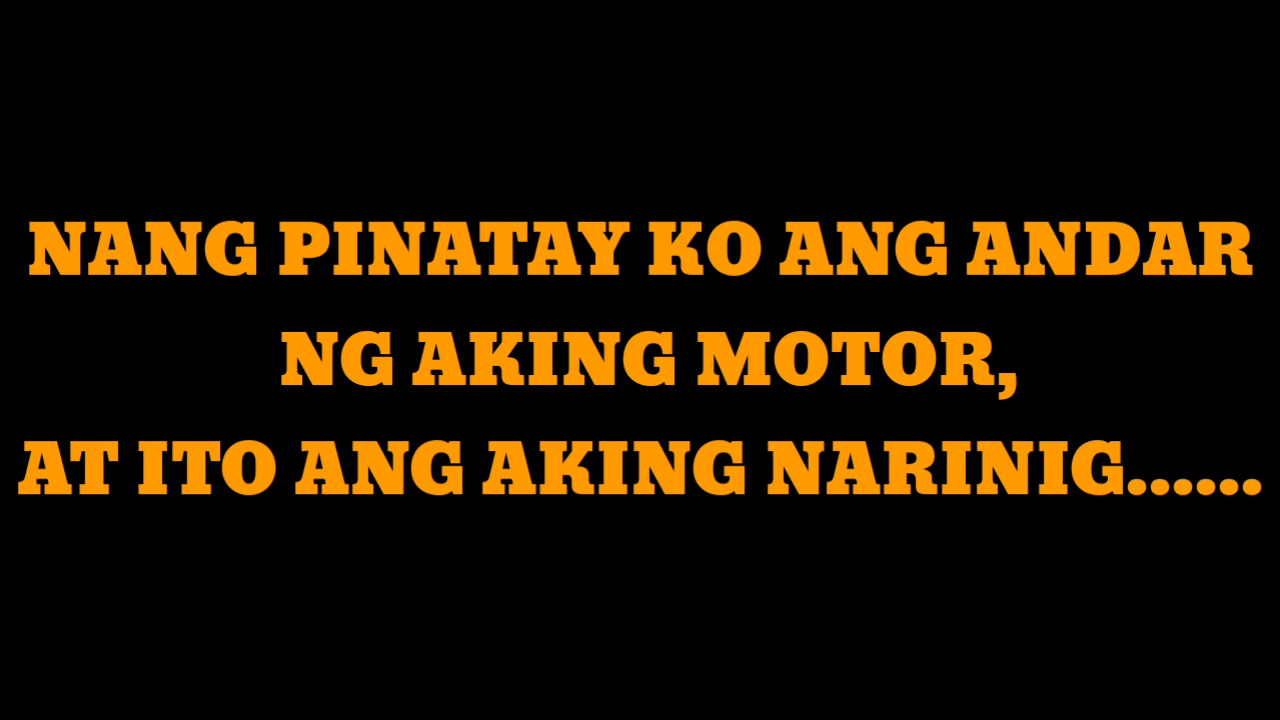 NANG PINATAY KO ANG ANDAR
NG AKING MOTOR,
AT ITO ANG AKING NARINIG......